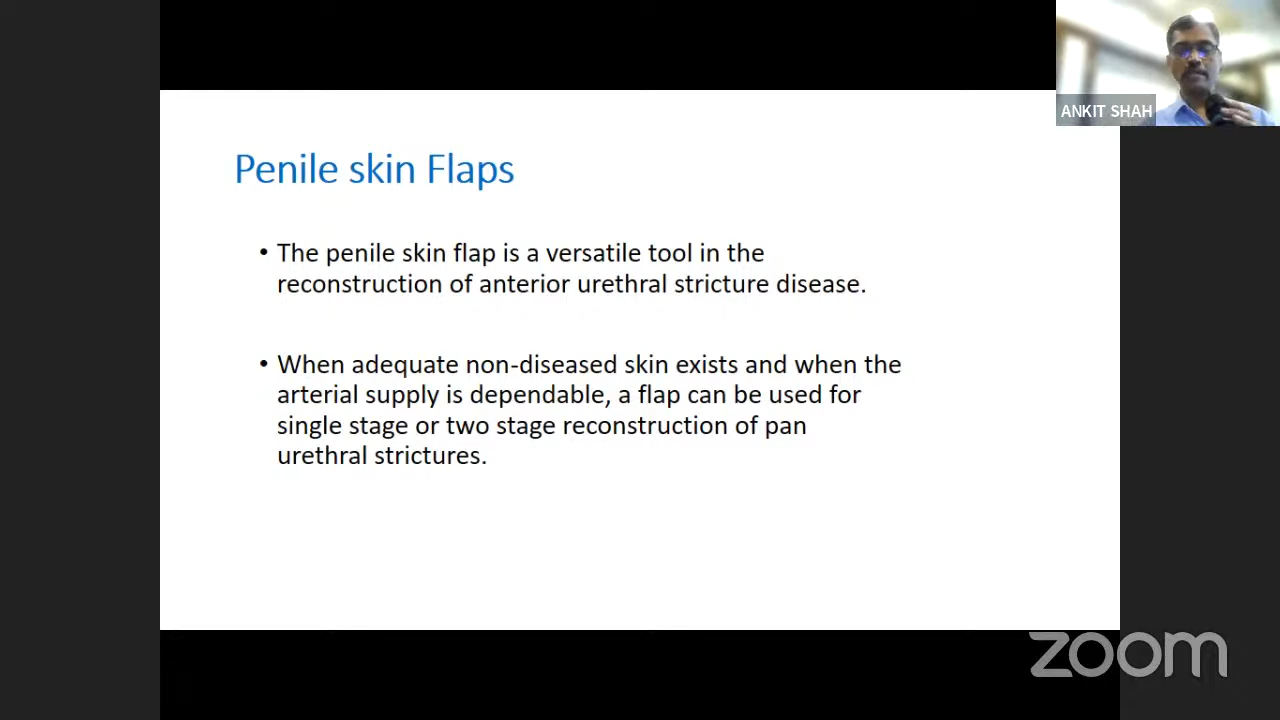 ANKIT SHAH
Penile skin Flaps
• The penile skin flap is a versatile tool in the
reconstruction of anterior urethral stricture disease.
• When adequate non-diseased skin exists and when the
arterial supply is dependable, a flap can be used for
single stage or two stage reconstruction of pan
urethral strictures.
zoom